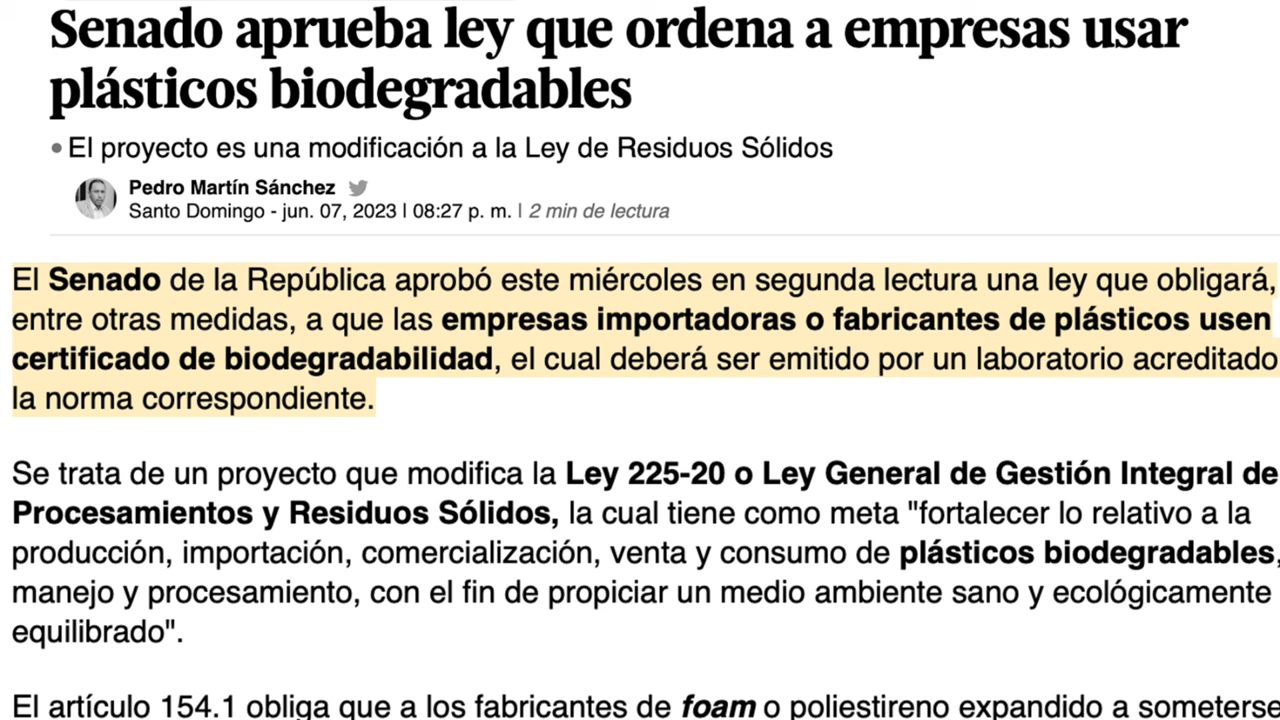 Senado aprueba ley que ordena a empresas usar
plásticos biodegradables
• El proyecto es una modificación a la Ley de Residuos Sólidos
Pedro Martín Sánchez
Santo Domingo - jun. 07, 2023 | 08:27 p. m. | 2 min de lectura
El Senado de la República aprobó este miércoles en segunda lectura una ley que obligará,
entre otras medidas, a que las empresas importadoras o fabricantes de plásticos usen
certificado de biodegradabilidad, el cual deberá ser emitido por un laboratorio acreditado
la norma correspondiente.
Se trata de un proyecto que modifica la Ley 225-20 o Ley General de Gestión Integral de
Procesamientos y Residuos Sólidos, la cual tiene como meta "fortalecer lo relativo a la
producción, importación, comercialización, venta y consumo de plásticos biodegradables,
manejo y procesamiento, con el fin de propiciar un medio ambiente sano y ecológicamente
equilibrado".
El artículo 154.1 obliga que a los fabricantes de foam o poliestireno expandido a someterse